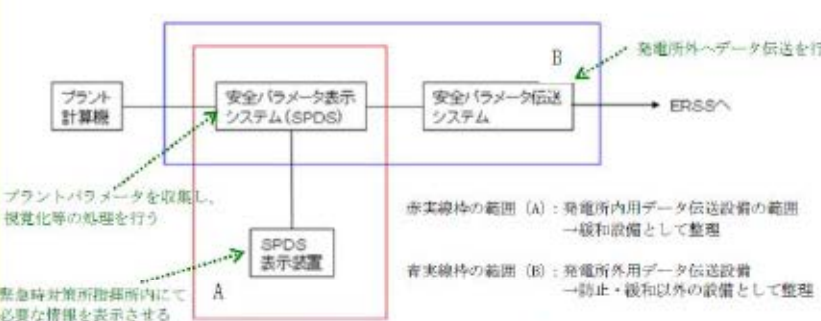 B
発電所外へデータ伝送を行
プラント
計算機
安全パラメータ表示
システム(SPDS)
安全パラメータ伝送
システム
ERSSへ
プラントパラメータを収集し、
視覚化等の処理を行う
赤実線枠の範囲（A）：発電所内用データ伝送設備の範囲
→緩和設備として整理
SPDS
表示装置
青実線枠の範囲（B）：発電所外用データ伝送設備
→防止・緩和以外の設備として整理
緊急時対策所指揮所内にて
必要な情報を表示させる
A